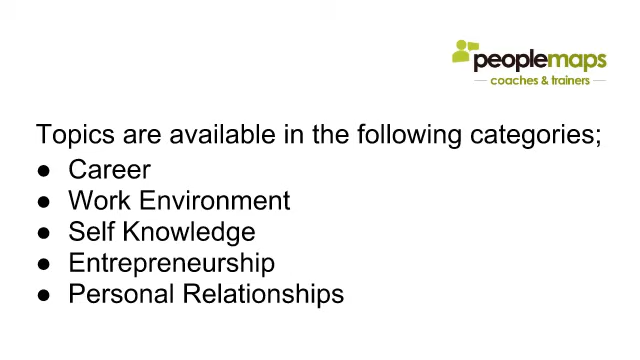 peoplemaps
coaches & trainers
Topics are available in the following categories;
● Career
● Work Environment
● Self Knowledge
● Entrepreneurship
● Personal Relationships